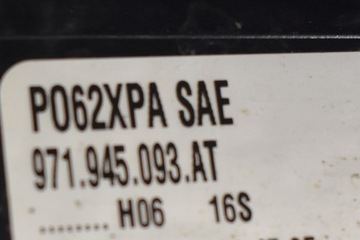 PO62XPA SAE
971.945.093.AT
........ H06 16S